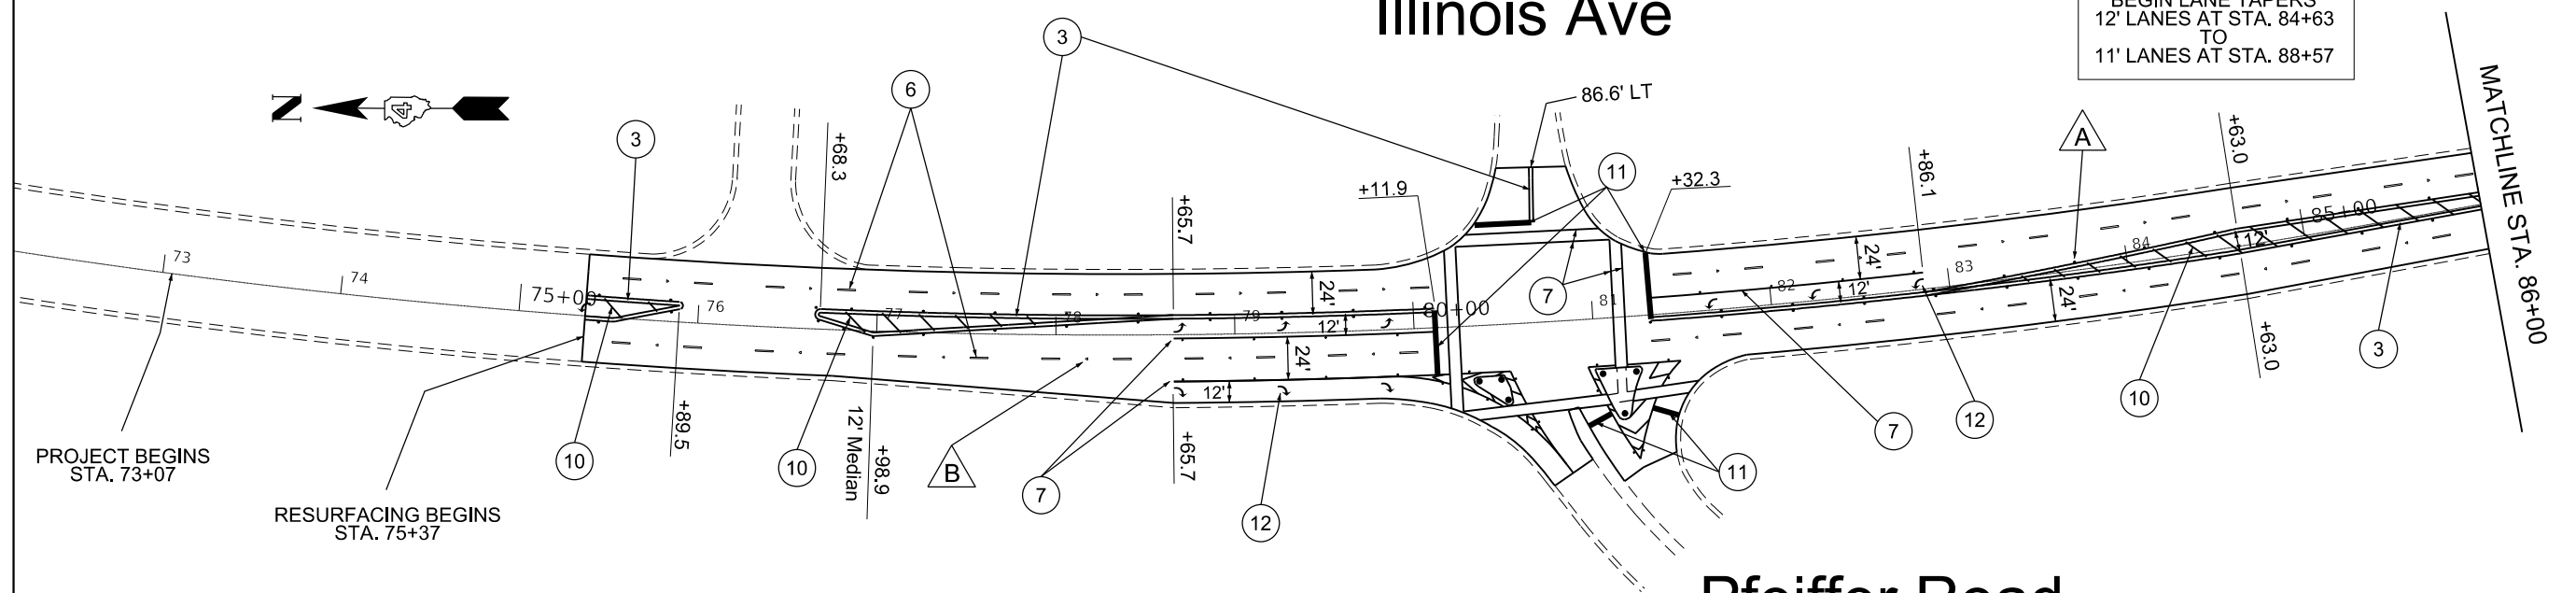 Illinois Ave
BEGIN LANE TAPERS
12' LANES AT STA. 84+63
TO
11' LANES AT STA. 88+57
MATCHLINE STA. 86+00
N
4
3
6
3
86.6' LT
11
A
+68.3
+65.7
+11.9
+32.3
+86.1
+63.0
73
74
75+00
76
77
78
79
80+00
81
82
83
84
85+00
24'
12'
24'
12'
24'
12'
24'
12'
7
3
10
+89.5
10
+98.9
12' Median
B
7
+65.7
12
11
7
12
10
+63.0
3
PROJECT BEGINS
STA. 73+07
RESURFACING BEGINS
STA. 75+37
Pfeiffer Road